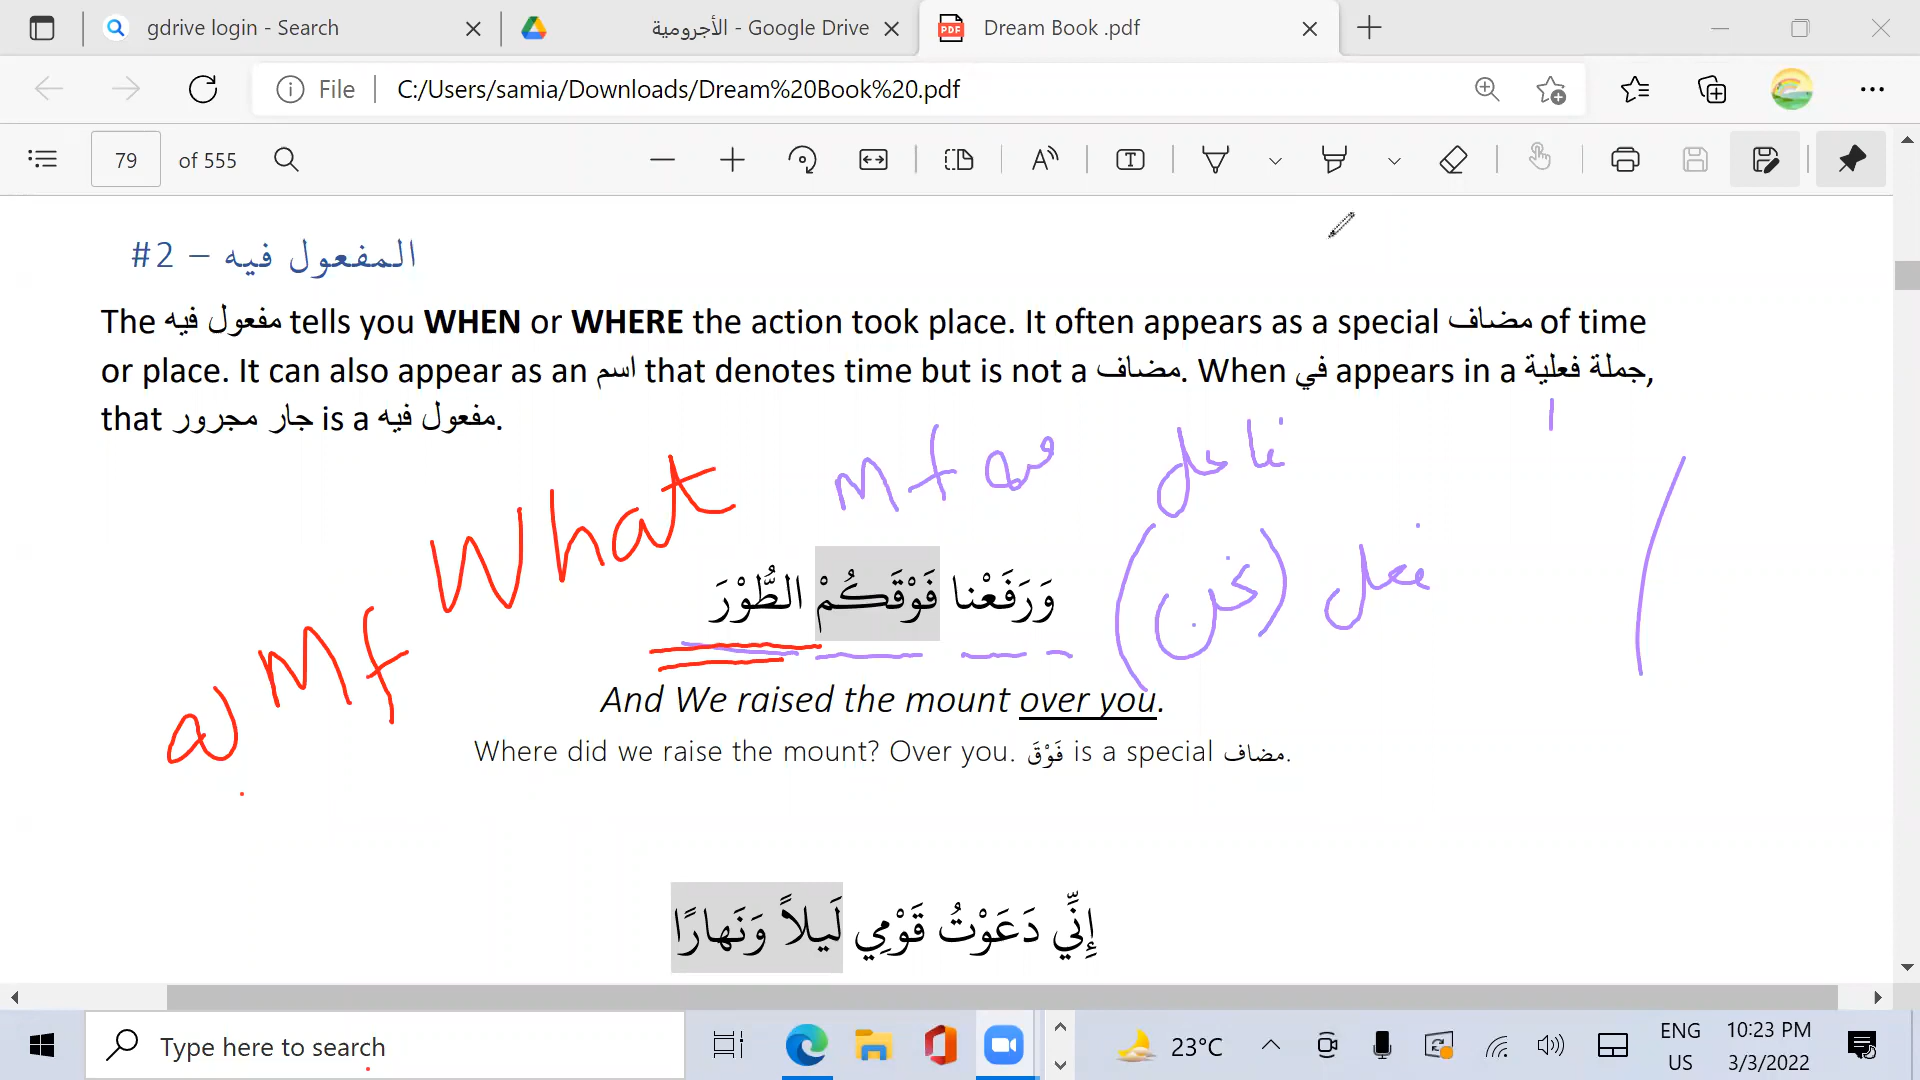 gdrive login - Search
الأجرومية - Google Drive
Dream Book .pdf
File
C:/Users/samia/Downloads/Dream%20Book%20.pdf
79 of 555
#2 – المفعول فيه
The مفعول فيه tells you WHEN or WHERE the action took place. It often appears as a special مضاف of time
or place. It can also appear as an اسم that denotes time but is not a مضاف. When في appears in a جملة فعلية,
that جار مجرور is a مفعول فيه.
Mf فيه
فاعل
What
(نحن)
فعل
Mf
وَرَفَعْنا فَوْقَكُمْ الطُّوْرَ
And We raised the mount over you.
Where did we raise the mount? Over you. فَوْقَ is a special مضاف.
إِنِّي دَعَوْتُ قَوْمِي لَيلاً وَنَهارًا
Type here to search
23°C
ENG
US
10:23 PM
3/3/2022